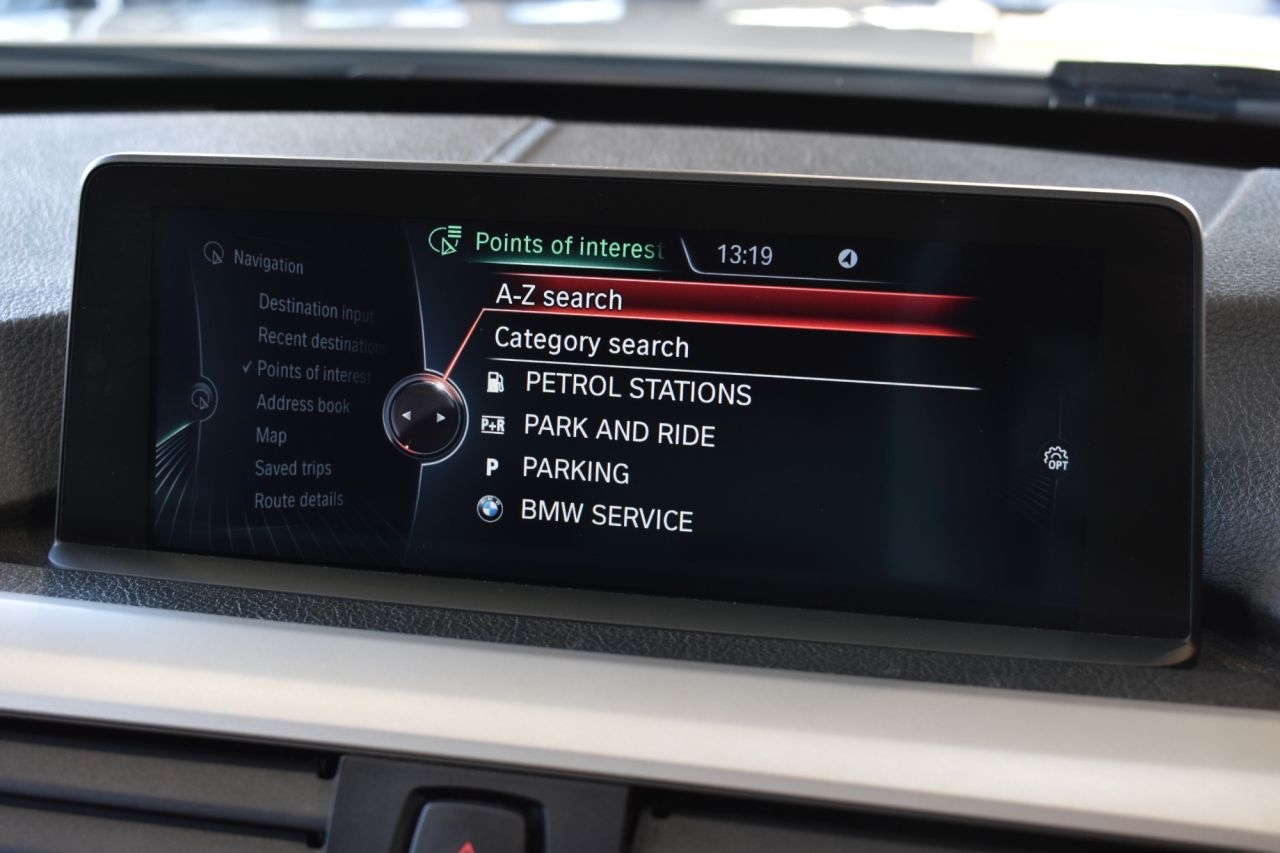 Navigation
Destination input
Recent destination
✓ Points of interest
Address book
Map
Saved trips
Route details
Points of interest
13:19
A-Z search
Category search
PETROL STATIONS
P+R PARK AND RIDE
P PARKING
BMW SERVICE
OPT